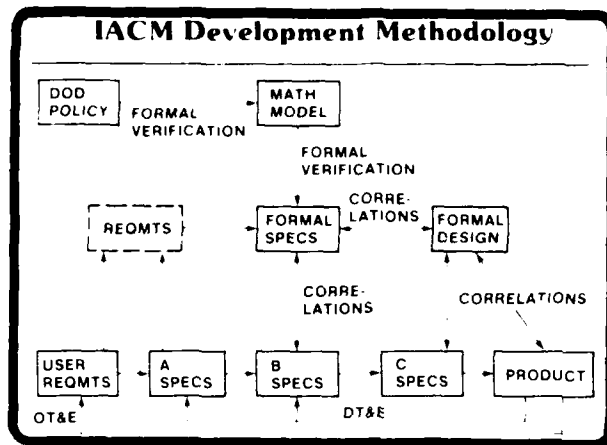 IACM Development Methodology
DOD
POLICY
FORMAL
VERIFICATION
MATH
MODEL
FORMAL
VERIFICATION
REQMTS
FORMAL
SPECS
CORRE-
LATIONS
FORMAL
DESIGN
CORRE-
LATIONS
CORRELATIONS
USER
REQMTS
A
SPECS
B
SPECS
C
SPECS
PRODUCT
OT&E
DT&E